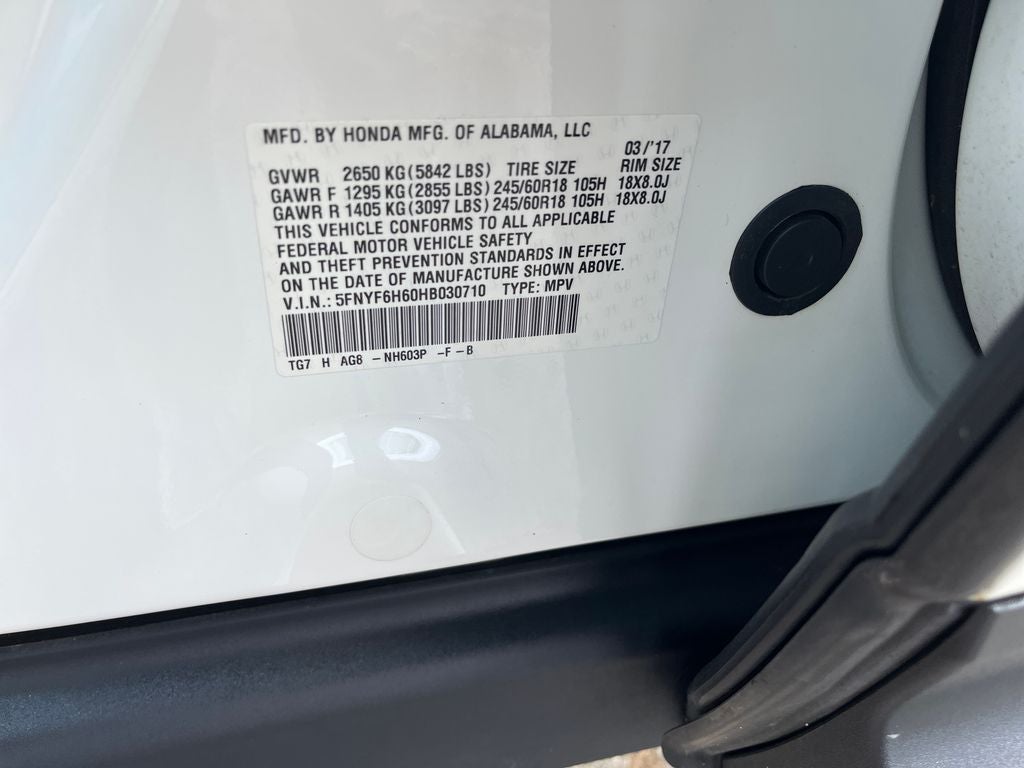 MFD. BY HONDA MFG. OF ALABAMA, LLC
03/'17
GVWR 2650 KG(5842 LBS) TIRE SIZE RIM SIZE
GAWR F 1295 KG(2855 LBS) 245/60R18 105H 18X8.0J
GAWR R 1405 KG(3097 LBS) 245/60R18 105H 18X8.0J
THIS VEHICLE CONFORMS TO ALL APPLICABLE
FEDERAL MOTOR VEHICLE SAFETY
AND THEFT PREVENTION STANDARDS IN EFFECT
ON THE DATE OF MANUFACTURE SHOWN ABOVE.
V.I.N.: 5FNYF6H60HB030710 TYPE: MPV
TG7 H AG8 - NH603P -F-B